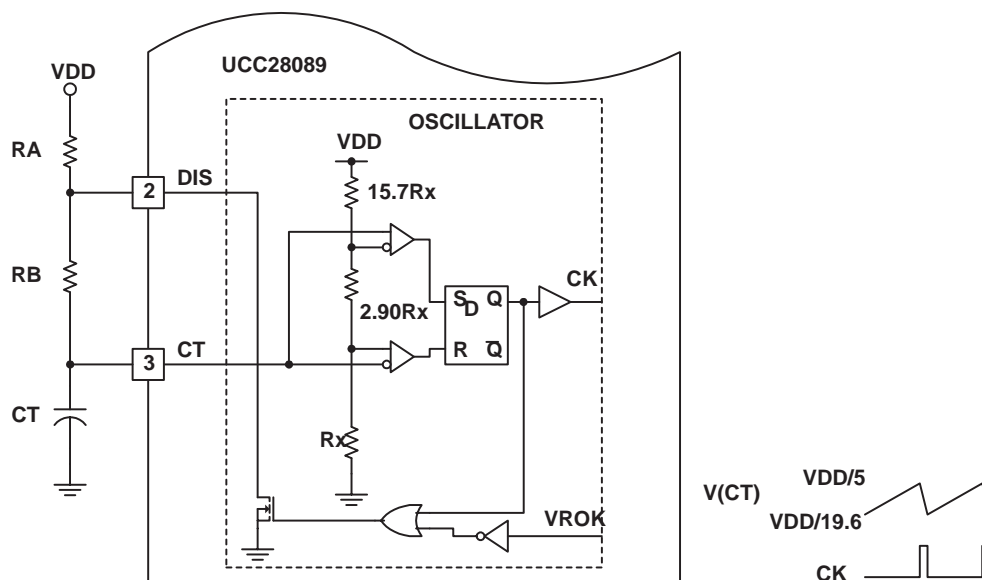 UCC28089
VDD
OSCILLATOR
VDD
RA
15.7Rx
2 DIS
RB
2.90Rx
CK
S D Q
R Q̅
3 CT
CT
Rx
VROK
V(CT)
VDD/5
VDD/19.6
CK